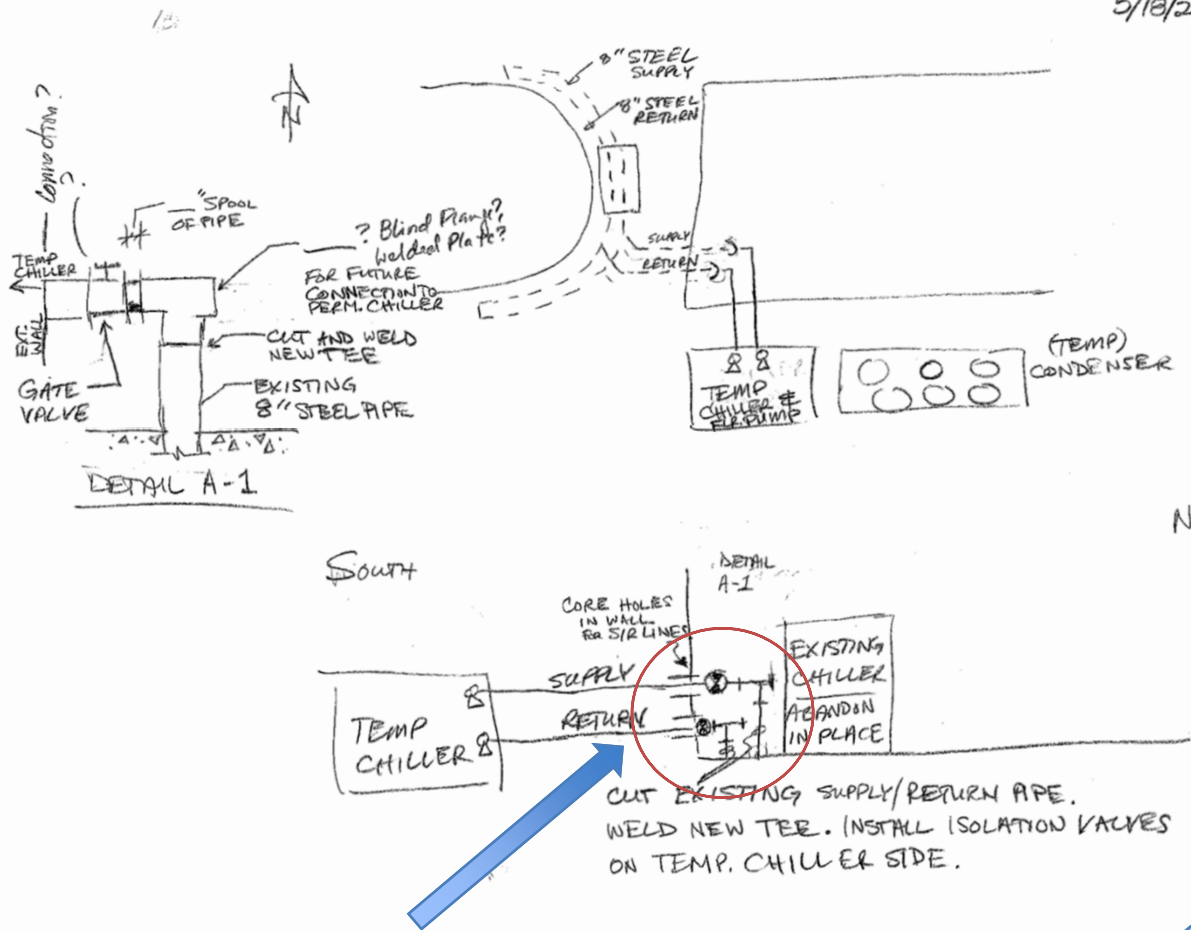 5/18/2
8" STEEL
SUPPLY
8" STEEL
RETURN
N
Connection?
?
"SPOOL
OF PIPE
? Blind Flange?
Welded Plate?
FOR FUTURE
CONNECTION TO
PERM. CHILLER
TEMP
CHILLER
EXT.
WALL
CUT AND WELD
NEW TEE
GATE
VALVE
EXISTING
8" STEEL PIPE
DETAIL A-1
SUPPLY
RETURN
TEMP
CHILLER &
PUMP
(TEMP)
CONDENSER
N
SOUTH
DETAIL
A-1
CORE HOLES
IN WALL
FOR S/R LINES
SUPPLY
RETURN
TEMP
CHILLER
EXISTING
CHILLER
ABANDON
IN PLACE
CUT EXISTING SUPPLY/RETURN PIPE.
WELD NEW TEE. INSTALL ISOLATION VALVES
ON TEMP. CHILLER SIDE.